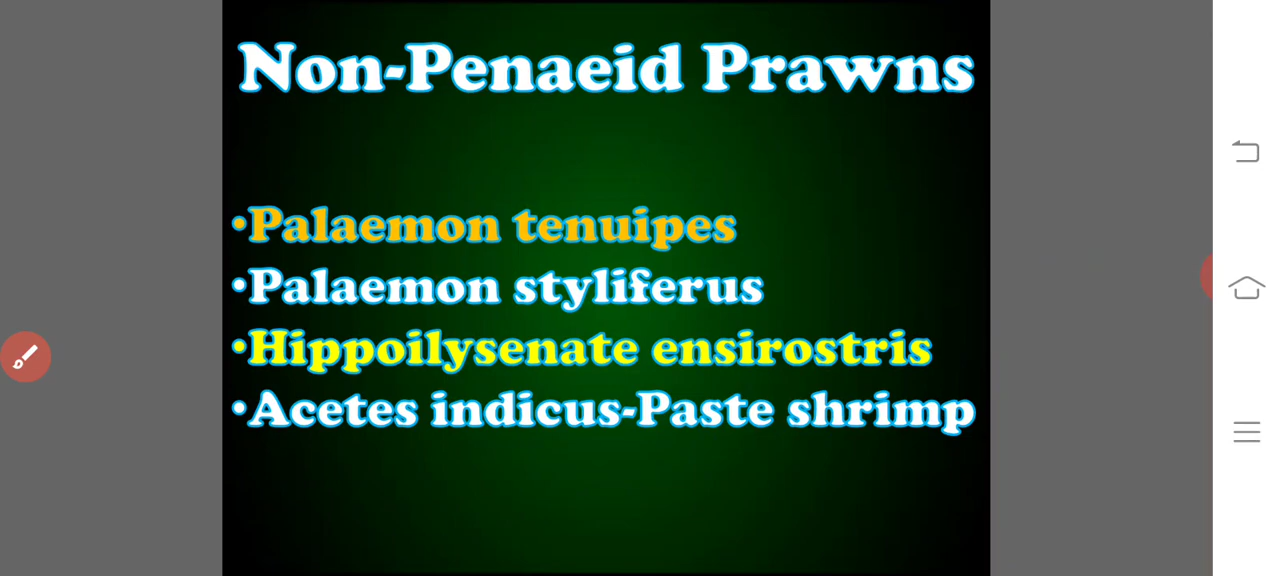 Non-Penaeid Prawns
•Palaemon tenuipes
•Palaemon styliferus
•Hippoilysenate ensirostris
•Acetes indicus-Paste shrimp